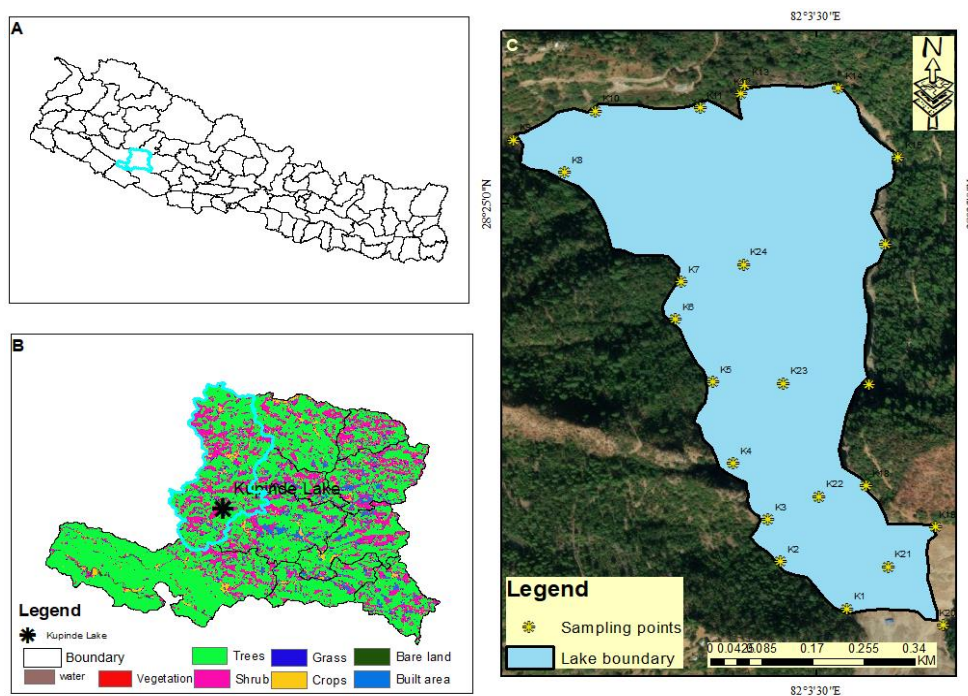 A
B
Kupinde Lake
Legend
Kupinde Lake
Boundary
Trees
Grass
Bare land
water
Vegetation
Shrub
Crops
Built area
82°3'30"E
C
N
28°25'0"N
K14
K10
K8
K24
K7
K6
K23
K5
K4
K18
K22
K3
K21
K2
K1
Legend
Sampling points
Lake boundary
0 0.0425 0.085 0.17 0.255 0.34
KM
82°3'30"E